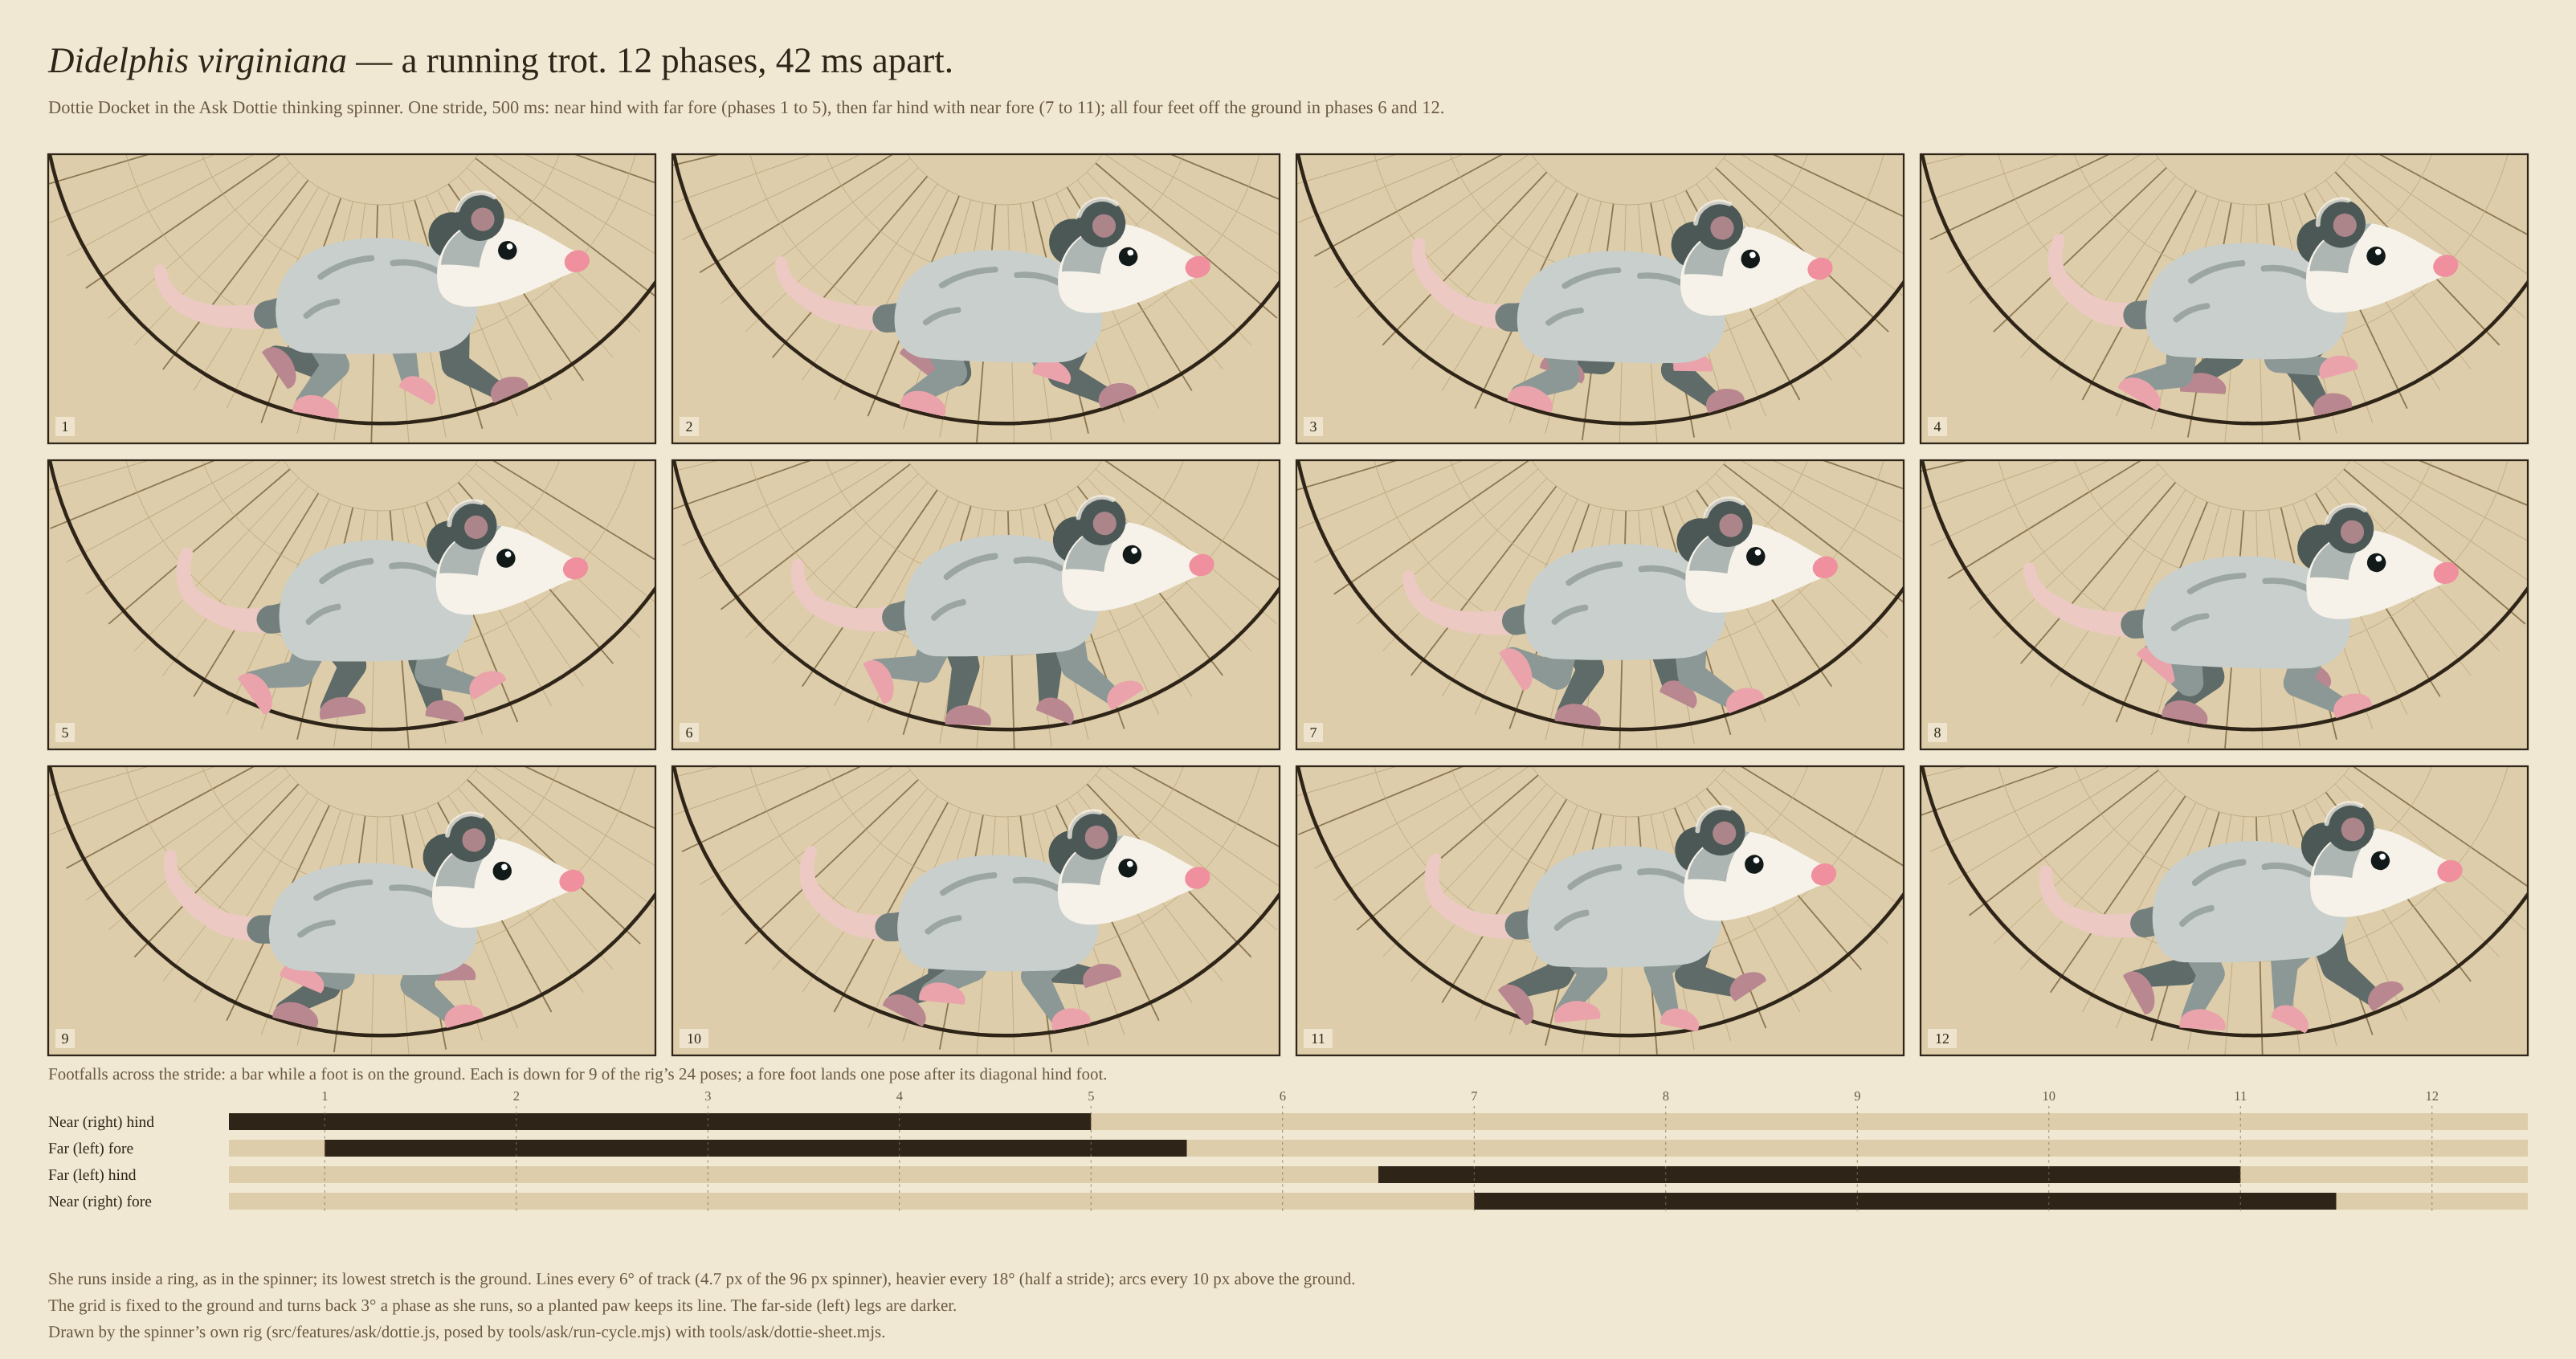 Didelphis virginiana — a running trot. 12 phases, 42 ms apart.
Dottie Docket in the Ask Dottie thinking spinner. One stride, 500 ms: near hind with far fore (phases 1 to 5), then far hind with near fore (7 to 11); all four feet off the ground in phases 6 and 12.
1
2
3
4
5
6
7
8
9
10
11
12
Footfalls across the stride: a bar while a foot is on the ground. Each is down for 9 of the rig’s 24 poses; a fore foot lands one pose after its diagonal hind foot.
1 2 3 4 5 6 7 8 9 10 11 12
Near (right) hind
Far (left) fore
Far (left) hind
Near (right) fore
She runs inside a ring, as in the spinner; its lowest stretch is the ground. Lines every 6° of track (4.7 px of the 96 px spinner), heavier every 18° (half a stride); arcs every 10 px above the ground.
The grid is fixed to the ground and turns back 3° a phase as she runs, so a planted paw keeps its line. The far-side (left) legs are darker.
Drawn by the spinner’s own rig (src/features/ask/dottie.js, posed by tools/ask/run-cycle.mjs) with tools/ask/dottie-sheet.mjs.